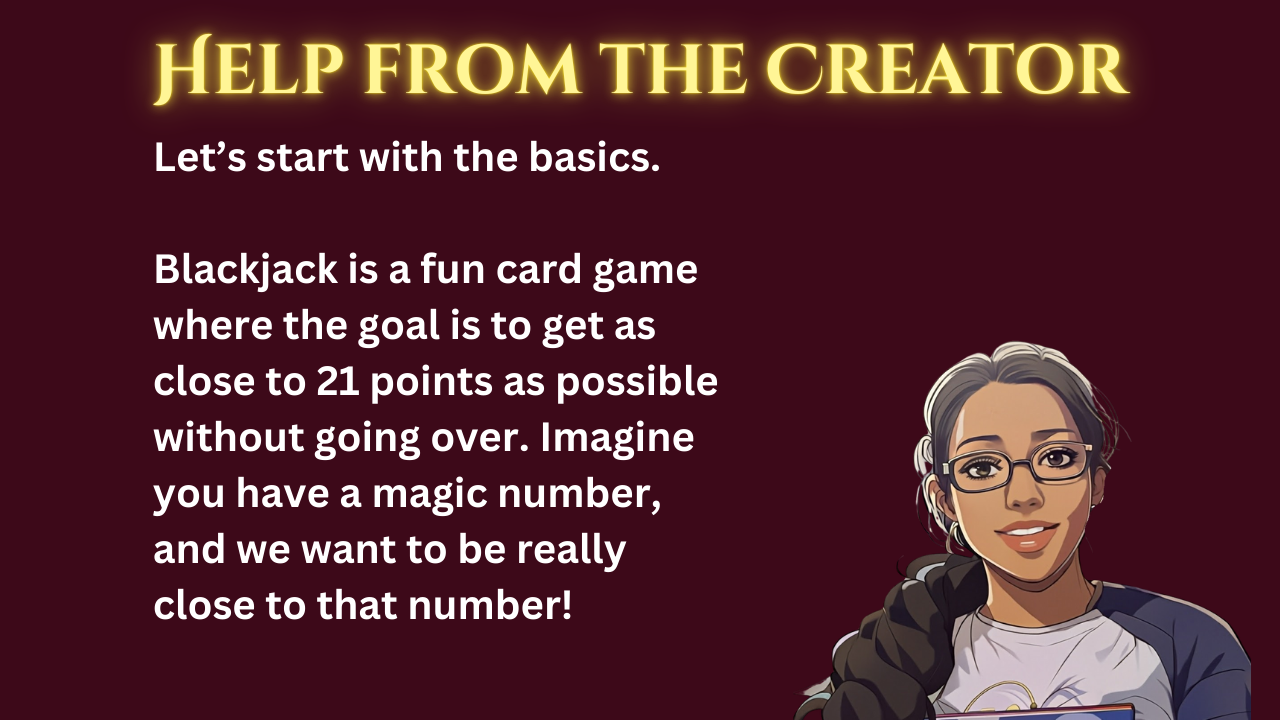 Help from the Creator
Let’s start with the basics.
Blackjack is a fun card game
where the goal is to get as
close to 21 points as possible
without going over. Imagine
you have a magic number,
and we want to be really
close to that number!